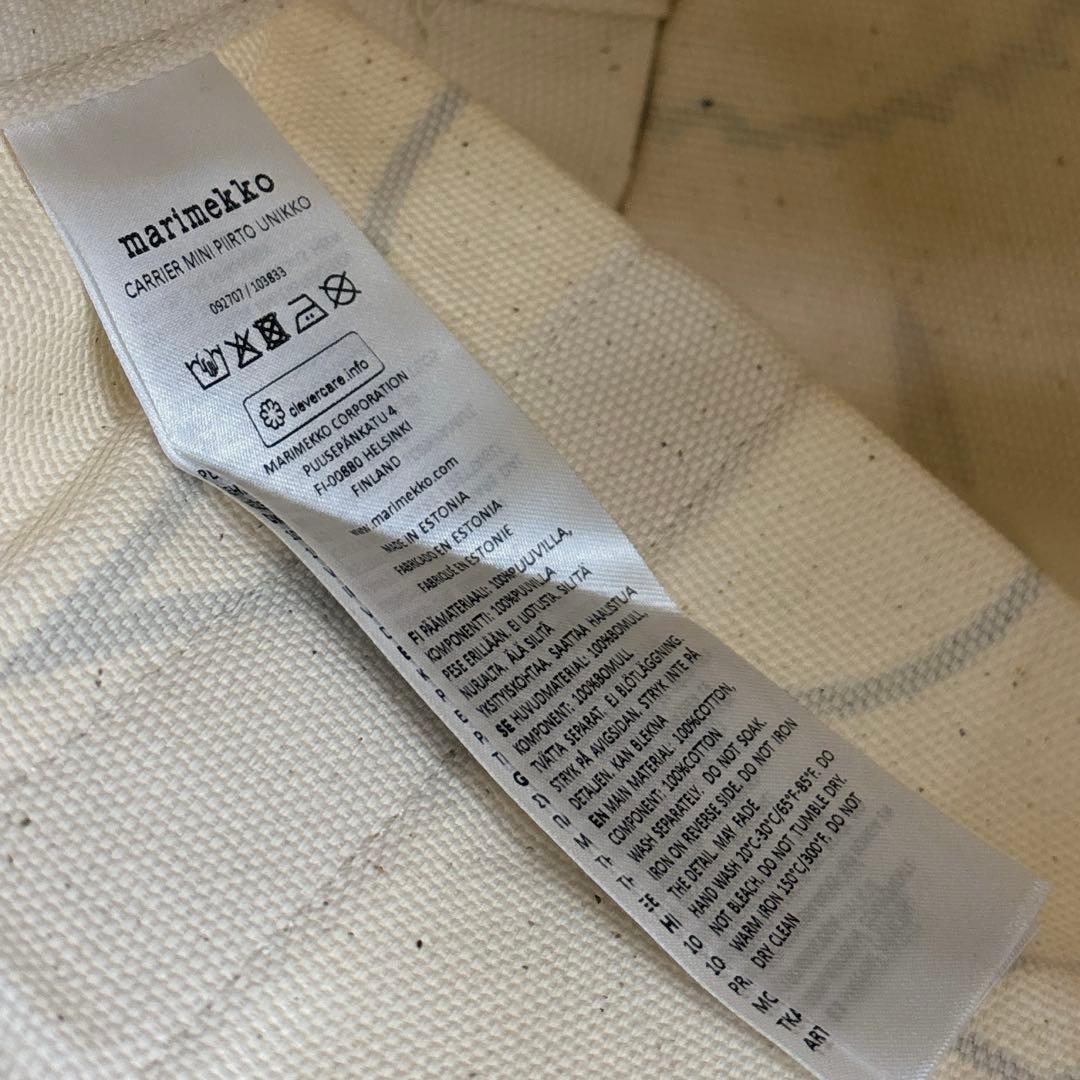 marimekko
CARRIER MINI PIIRTO UNIKKO
092707 / 103833
clevercare.info
MARIMEKKO CORPORATION
PUUSEPÄNKATU 4
FI-00880 HELSINKI
FINLAND
www.marimekko.com
MADE IN ESTONIA
FABRICADO EN ESTONIA
FABRIQUÉ EN ESTONIE
FI PÄÄMATERIAALI: 100%PUUVILLA,
KOMPONENTTI: 100%PUUVILLA
PESE ERILLÄÄN. EI LIOTUSTA. SILITÄ
NURJALTA. ÄLÄ SILITÄ
YKSITYISKOHTAA. SAATTAA HAALISTUA
SE HUVUDMATERIAL: 100%BOMULL,
KOMPONENT: 100%BOMULL
TVÄTTA SEPARAT. EJ BLÖTLÄGGNING.
STRYK PÅ AVIGSIDAN. STRYK INTE PÅ
DETALJEN. KAN BLEKNA
EN MAIN MATERIAL: 100%COTTON,
COMPONENT: 100%COTTON
WASH SEPARATELY. DO NOT SOAK.
IRON ON REVERSE SIDE. DO NOT IRON
THE DETAIL. MAY FADE
HAND WASH 20°C-30°C/65°F-85°F. DO
NOT BLEACH. DO NOT TUMBLE DRY.
WARM IRON 150°C/300°F. DO NOT
DRY CLEAN